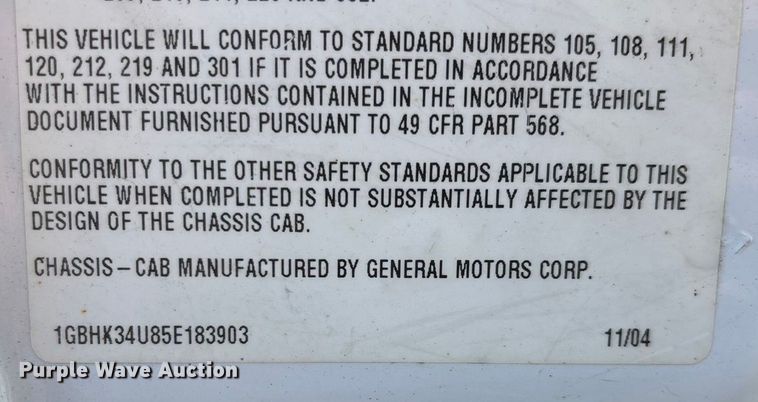 THIS VEHICLE WILL CONFORM TO STANDARD NUMBERS 105, 108, 111,
120, 212, 219 AND 301 IF IT IS COMPLETED IN ACCORDANCE
WITH THE INSTRUCTIONS CONTAINED IN THE INCOMPLETE VEHICLE
DOCUMENT FURNISHED PURSUANT TO 49 CFR PART 568.
CONFORMITY TO THE OTHER SAFETY STANDARDS APPLICABLE TO THIS
VEHICLE WHEN COMPLETED IS NOT SUBSTANTIALLY AFFECTED BY THE
DESIGN OF THE CHASSIS CAB.
CHASSIS – CAB MANUFACTURED BY GENERAL MOTORS CORP.
1GBHK34U85E183903 11/04
Purple Wave Auction